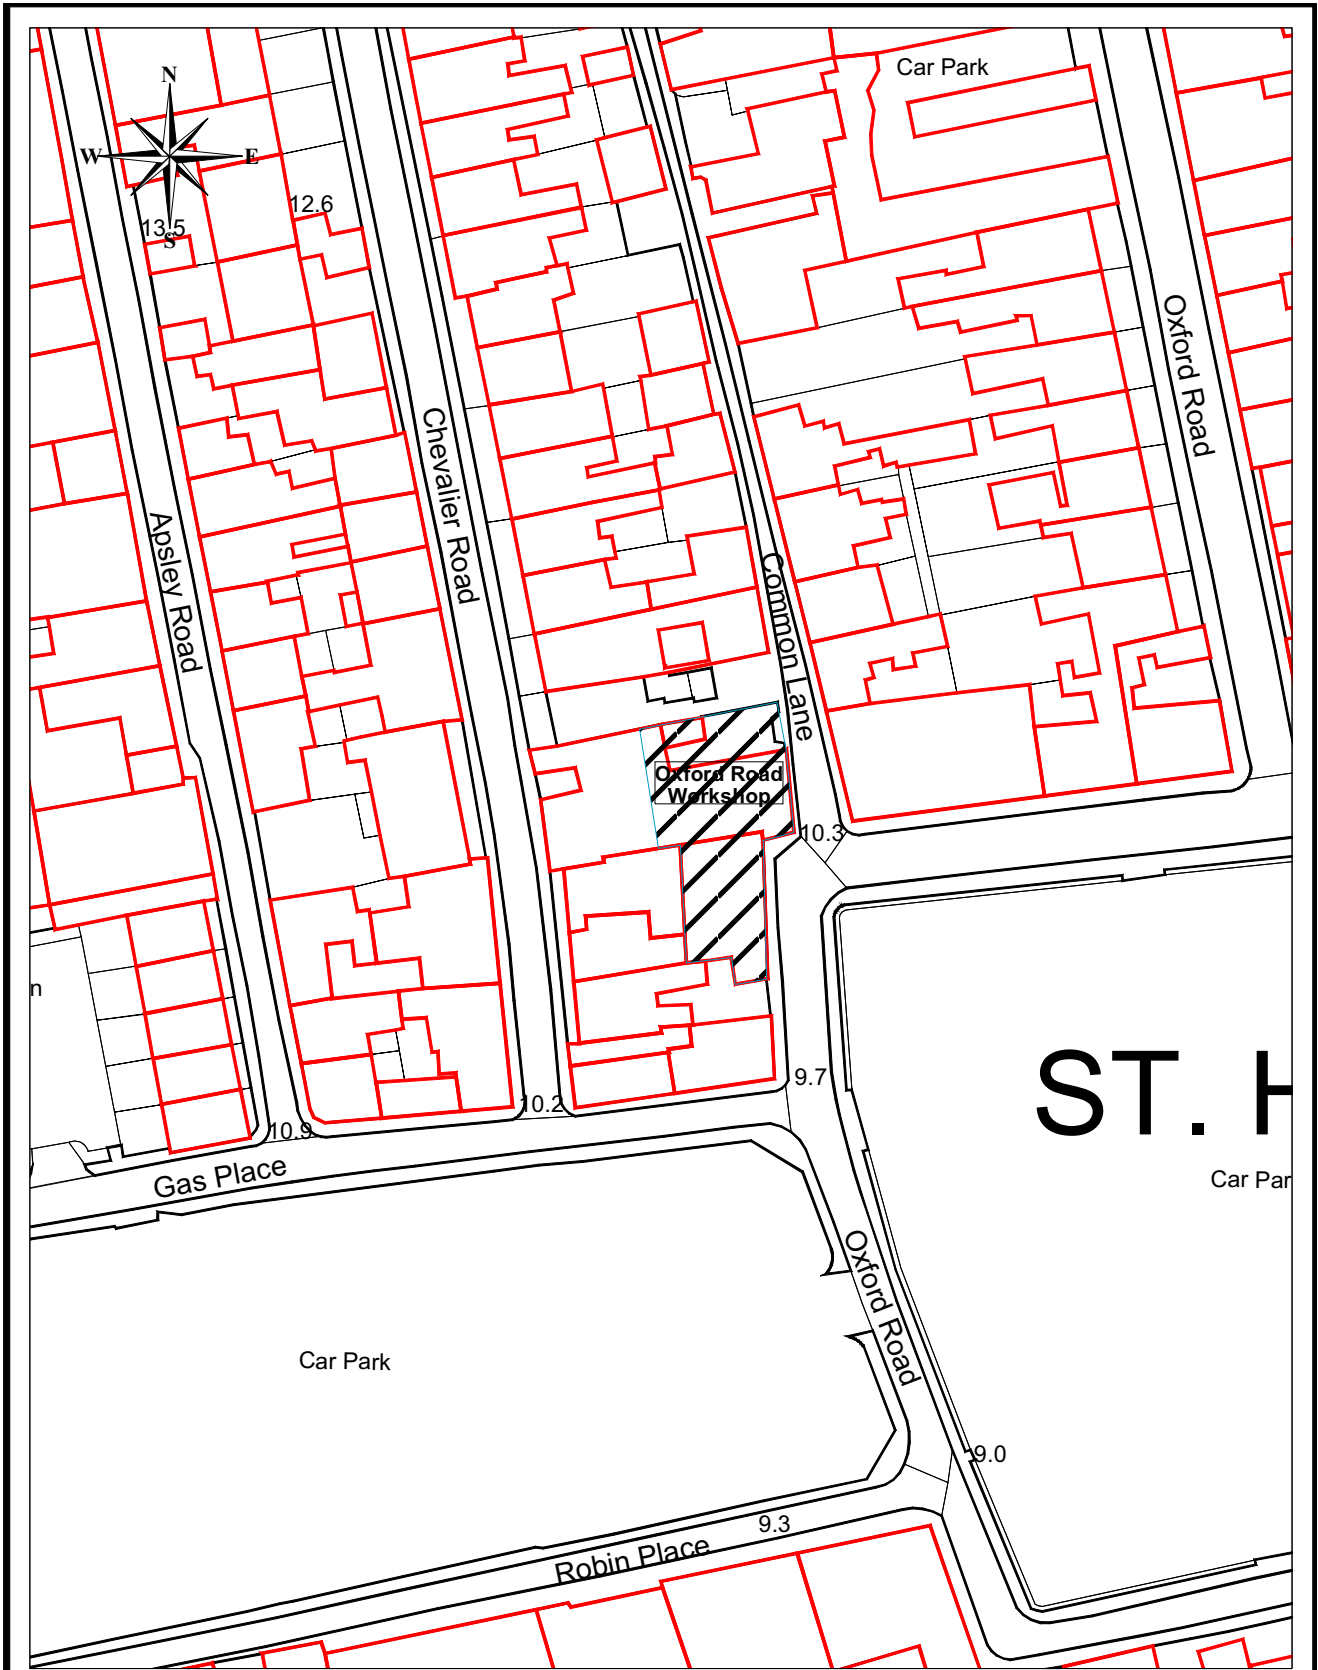 Car Park
N
W
E
S
13.5
12.6
Oxford Road
Chevalier Road
Apsley Road
Common Lane
Oxford Road
Workshop
10.3
n
ST. H
9.7
10.2
10.9
Gas Place
Car Par
Oxford Road
Car Park
9.0
9.3
Robin Place